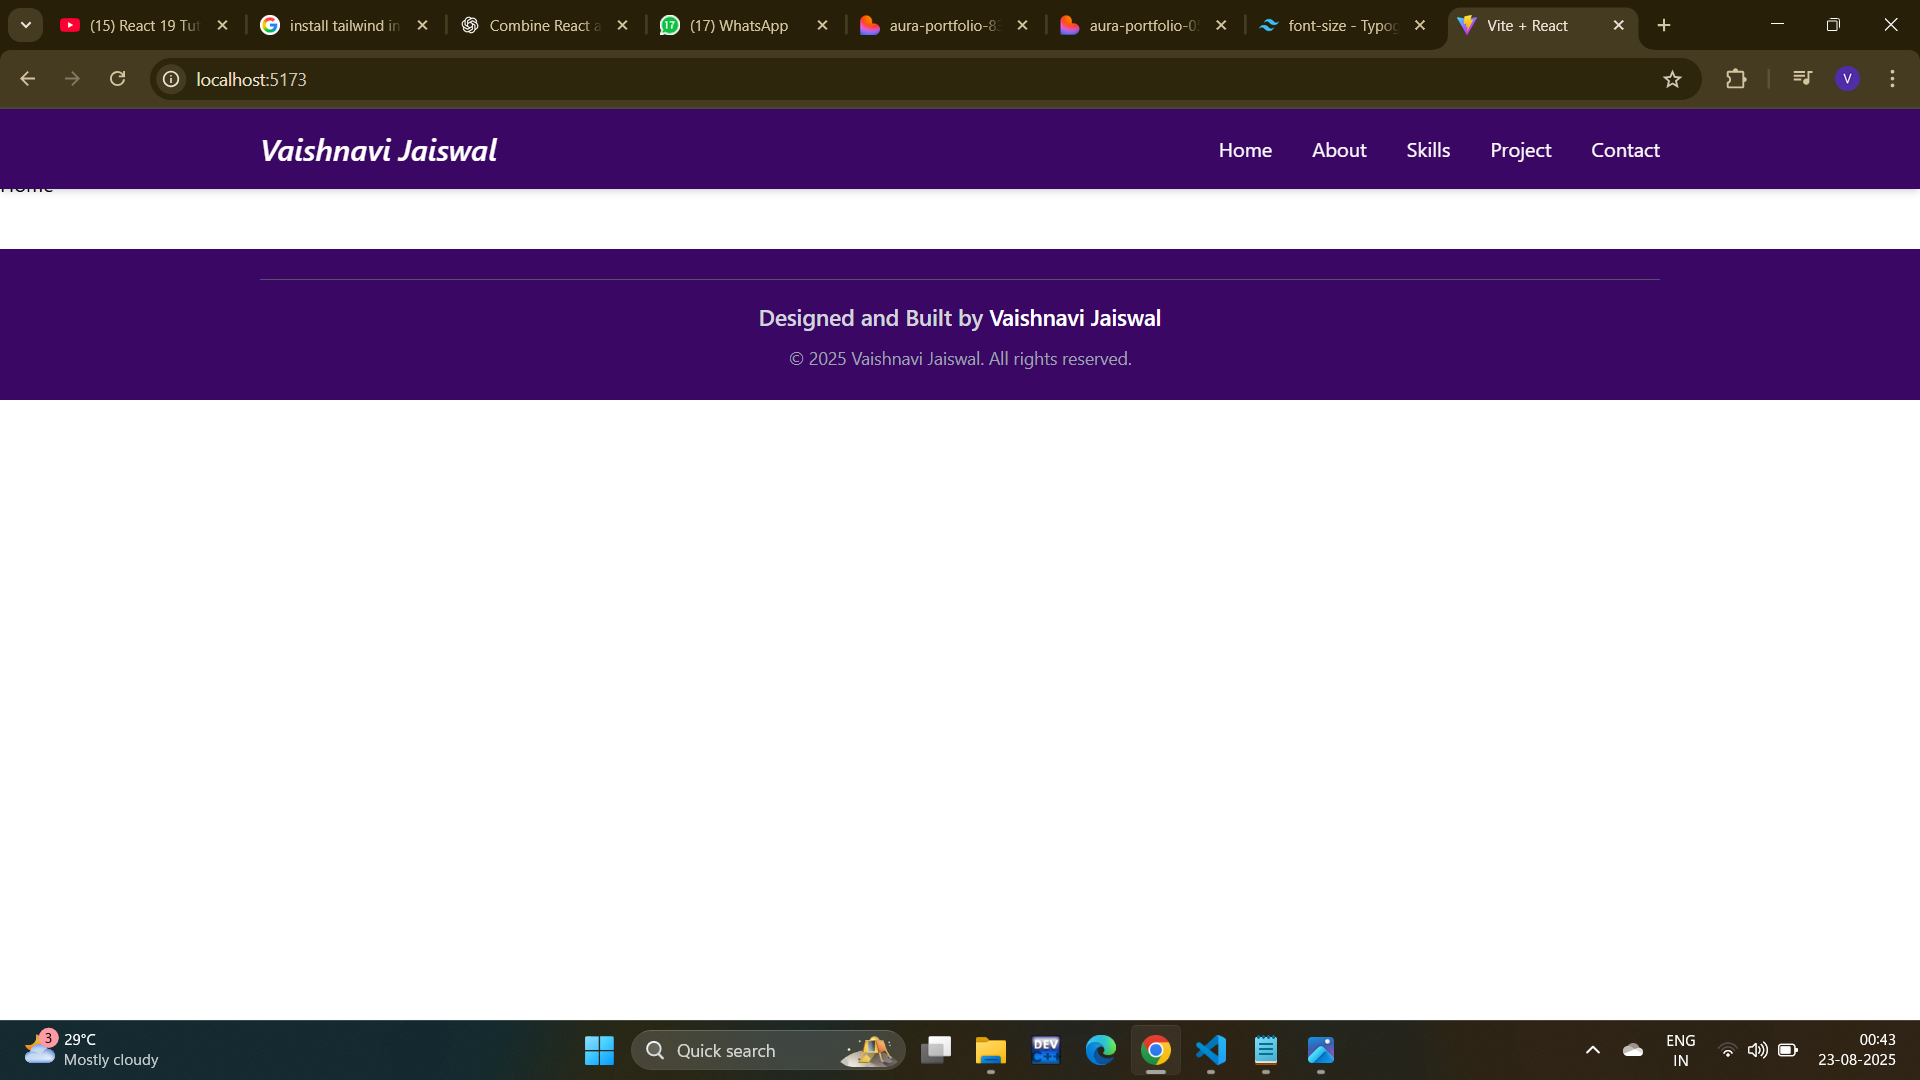 (15) React 19 Tut
install tailwind in
Combine React a
(17) WhatsApp
aura-portfolio-83
aura-portfolio-0
font-size - Typog
Vite + React
localhost:5173
V
Vaishnavi Jaiswal
Home
About
Skills
Project
Contact
Home
Designed and Built by Vaishnavi Jaiswal
© 2025 Vaishnavi Jaiswal. All rights reserved.
3
29°C
Mostly cloudy
Quick search
DEV
C++
ENG
IN
00:43
23-08-2025